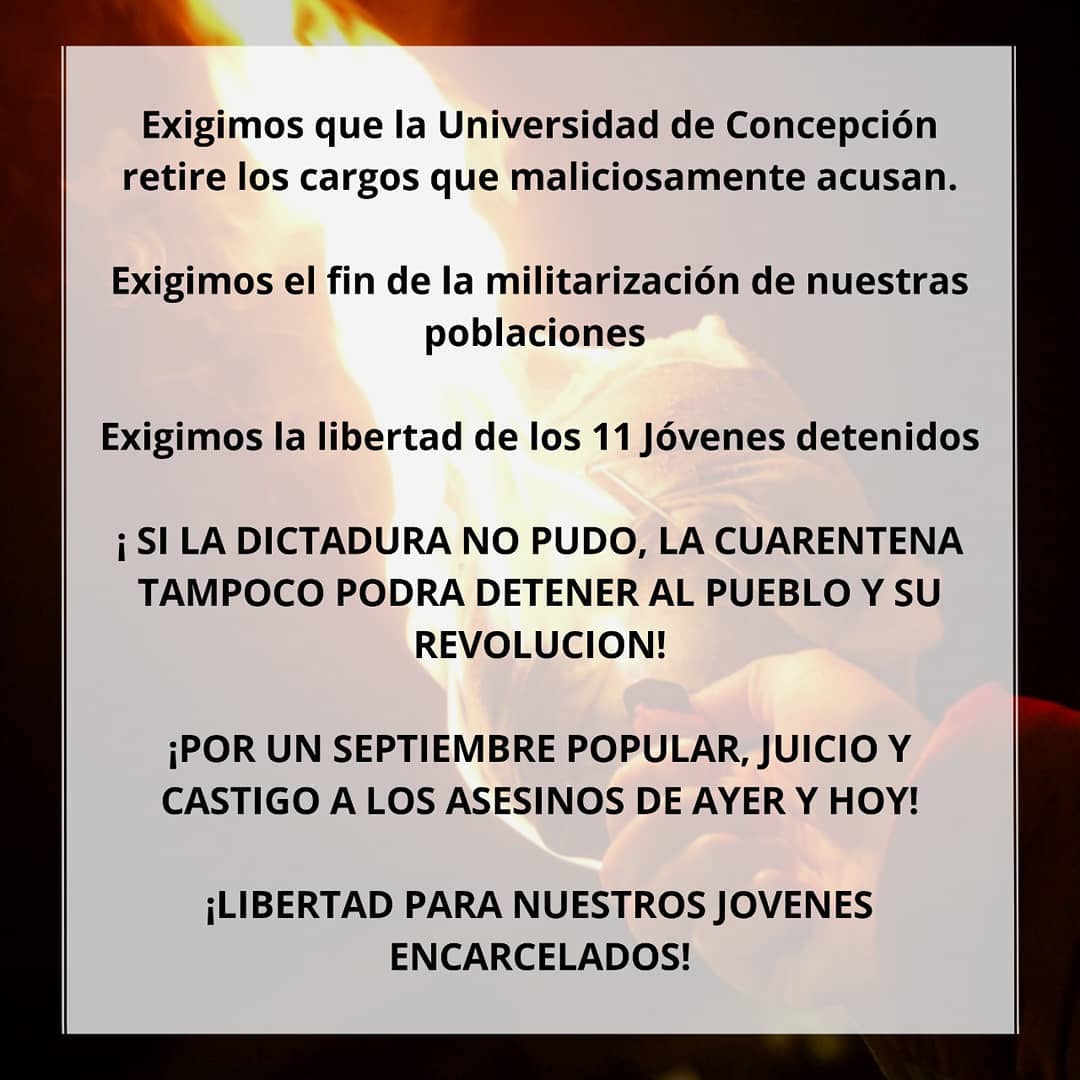 Exigimos que la Universidad de Concepción
retire los cargos que maliciosamente acusan.
Exigimos el fin de la militarización de nuestras
poblaciones
Exigimos la libertad de los 11 Jóvenes detenidos
¡ SI LA DICTADURA NO PUDO, LA CUARENTENA
TAMPOCO PODRA DETENER AL PUEBLO Y SU
REVOLUCION!
¡POR UN SEPTIEMBRE POPULAR, JUICIO Y
CASTIGO A LOS ASESINOS DE AYER Y HOY!
¡LIBERTAD PARA NUESTROS JOVENES
ENCARCELADOS!